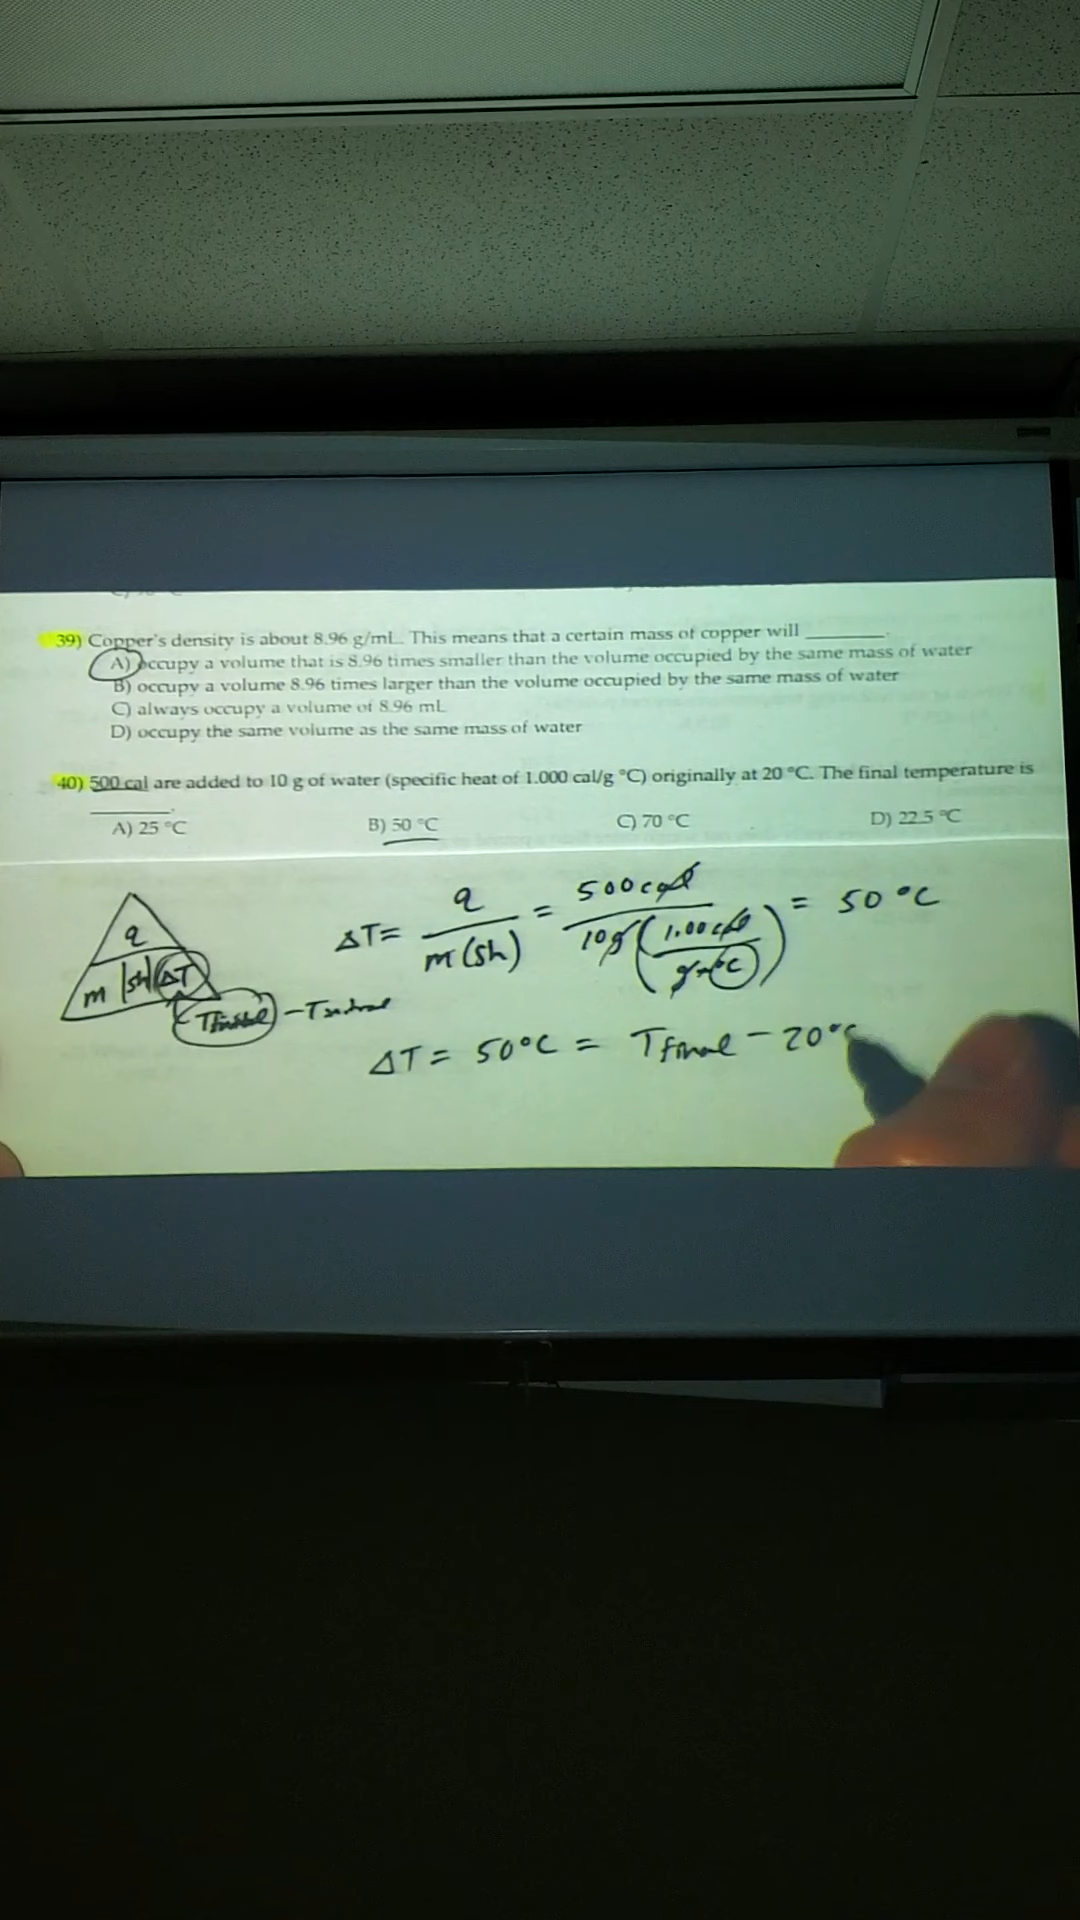 39) Copper's density is about 8.96 g/mL. This means that a certain mass of copper will ________.
A) occupy a volume that is 8.96 times smaller than the volume occupied by the same mass of water
B) occupy a volume 8.96 times larger than the volume occupied by the same mass of water
C) always occupy a volume of 8.96 mL
D) occupy the same volume as the same mass of water
40) 500 cal are added to 10 g of water (specific heat of 1.000 cal/g °C) originally at 20 °C. The final temperature is
________.
A) 25 °C B) 50 °C C) 70 °C D) 22.5 °C
q
m |sh| ΔT
ΔT = q / m (sh) = 500 cal / 10g (1.00 cal / g·°C) = 50 °C
Tfinal - Tinitial
ΔT = 50°C = Tfinal - 20°C